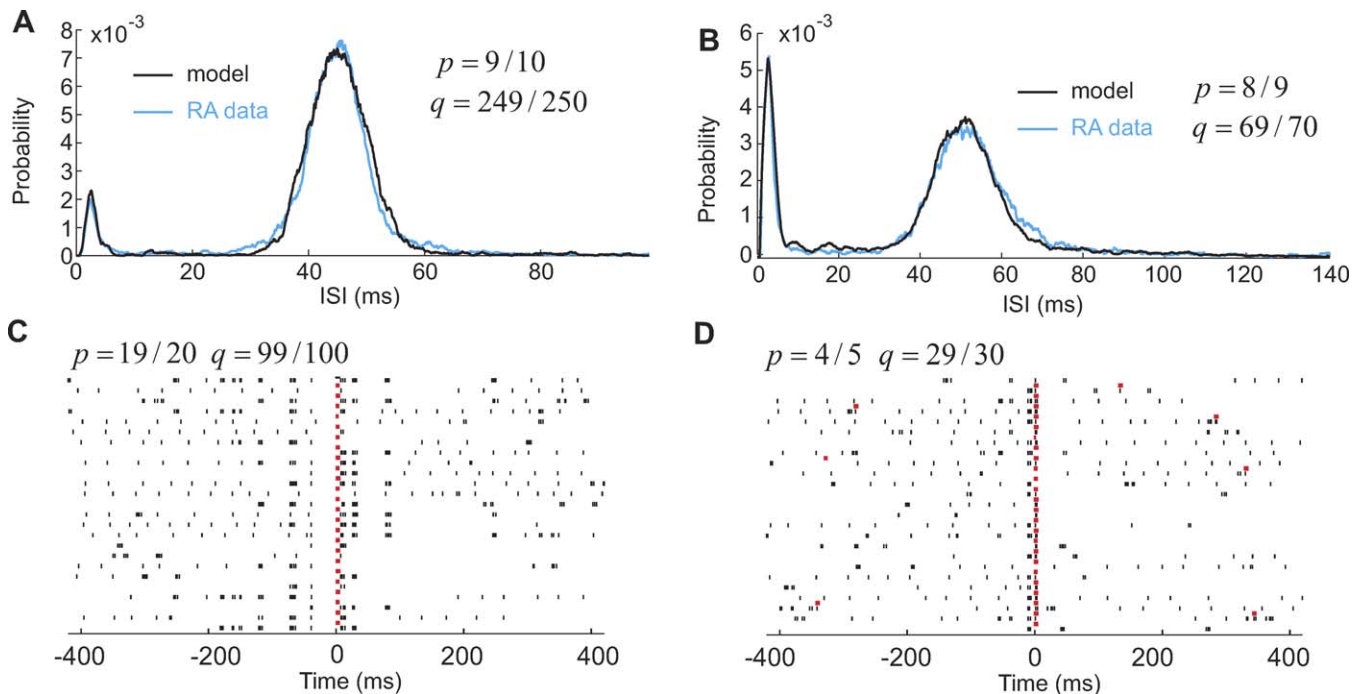 A
x10⁻³
8
7
6
5
4
3
2
1
0
Probability
model
RA data
p = 9/10
q = 249/250
0 20 40 60 80
ISI (ms)
B
x10⁻³
6
5
4
3
2
1
0
Probability
model
RA data
p = 8/9
q = 69/70
0 20 40 60 80 100 120 140
ISI (ms)
C
p = 19/20 q = 99/100
-400 -200 0 200 400
Time (ms)
D
p = 4/5 q = 29/30
-400 -200 0 200 400
Time (ms)